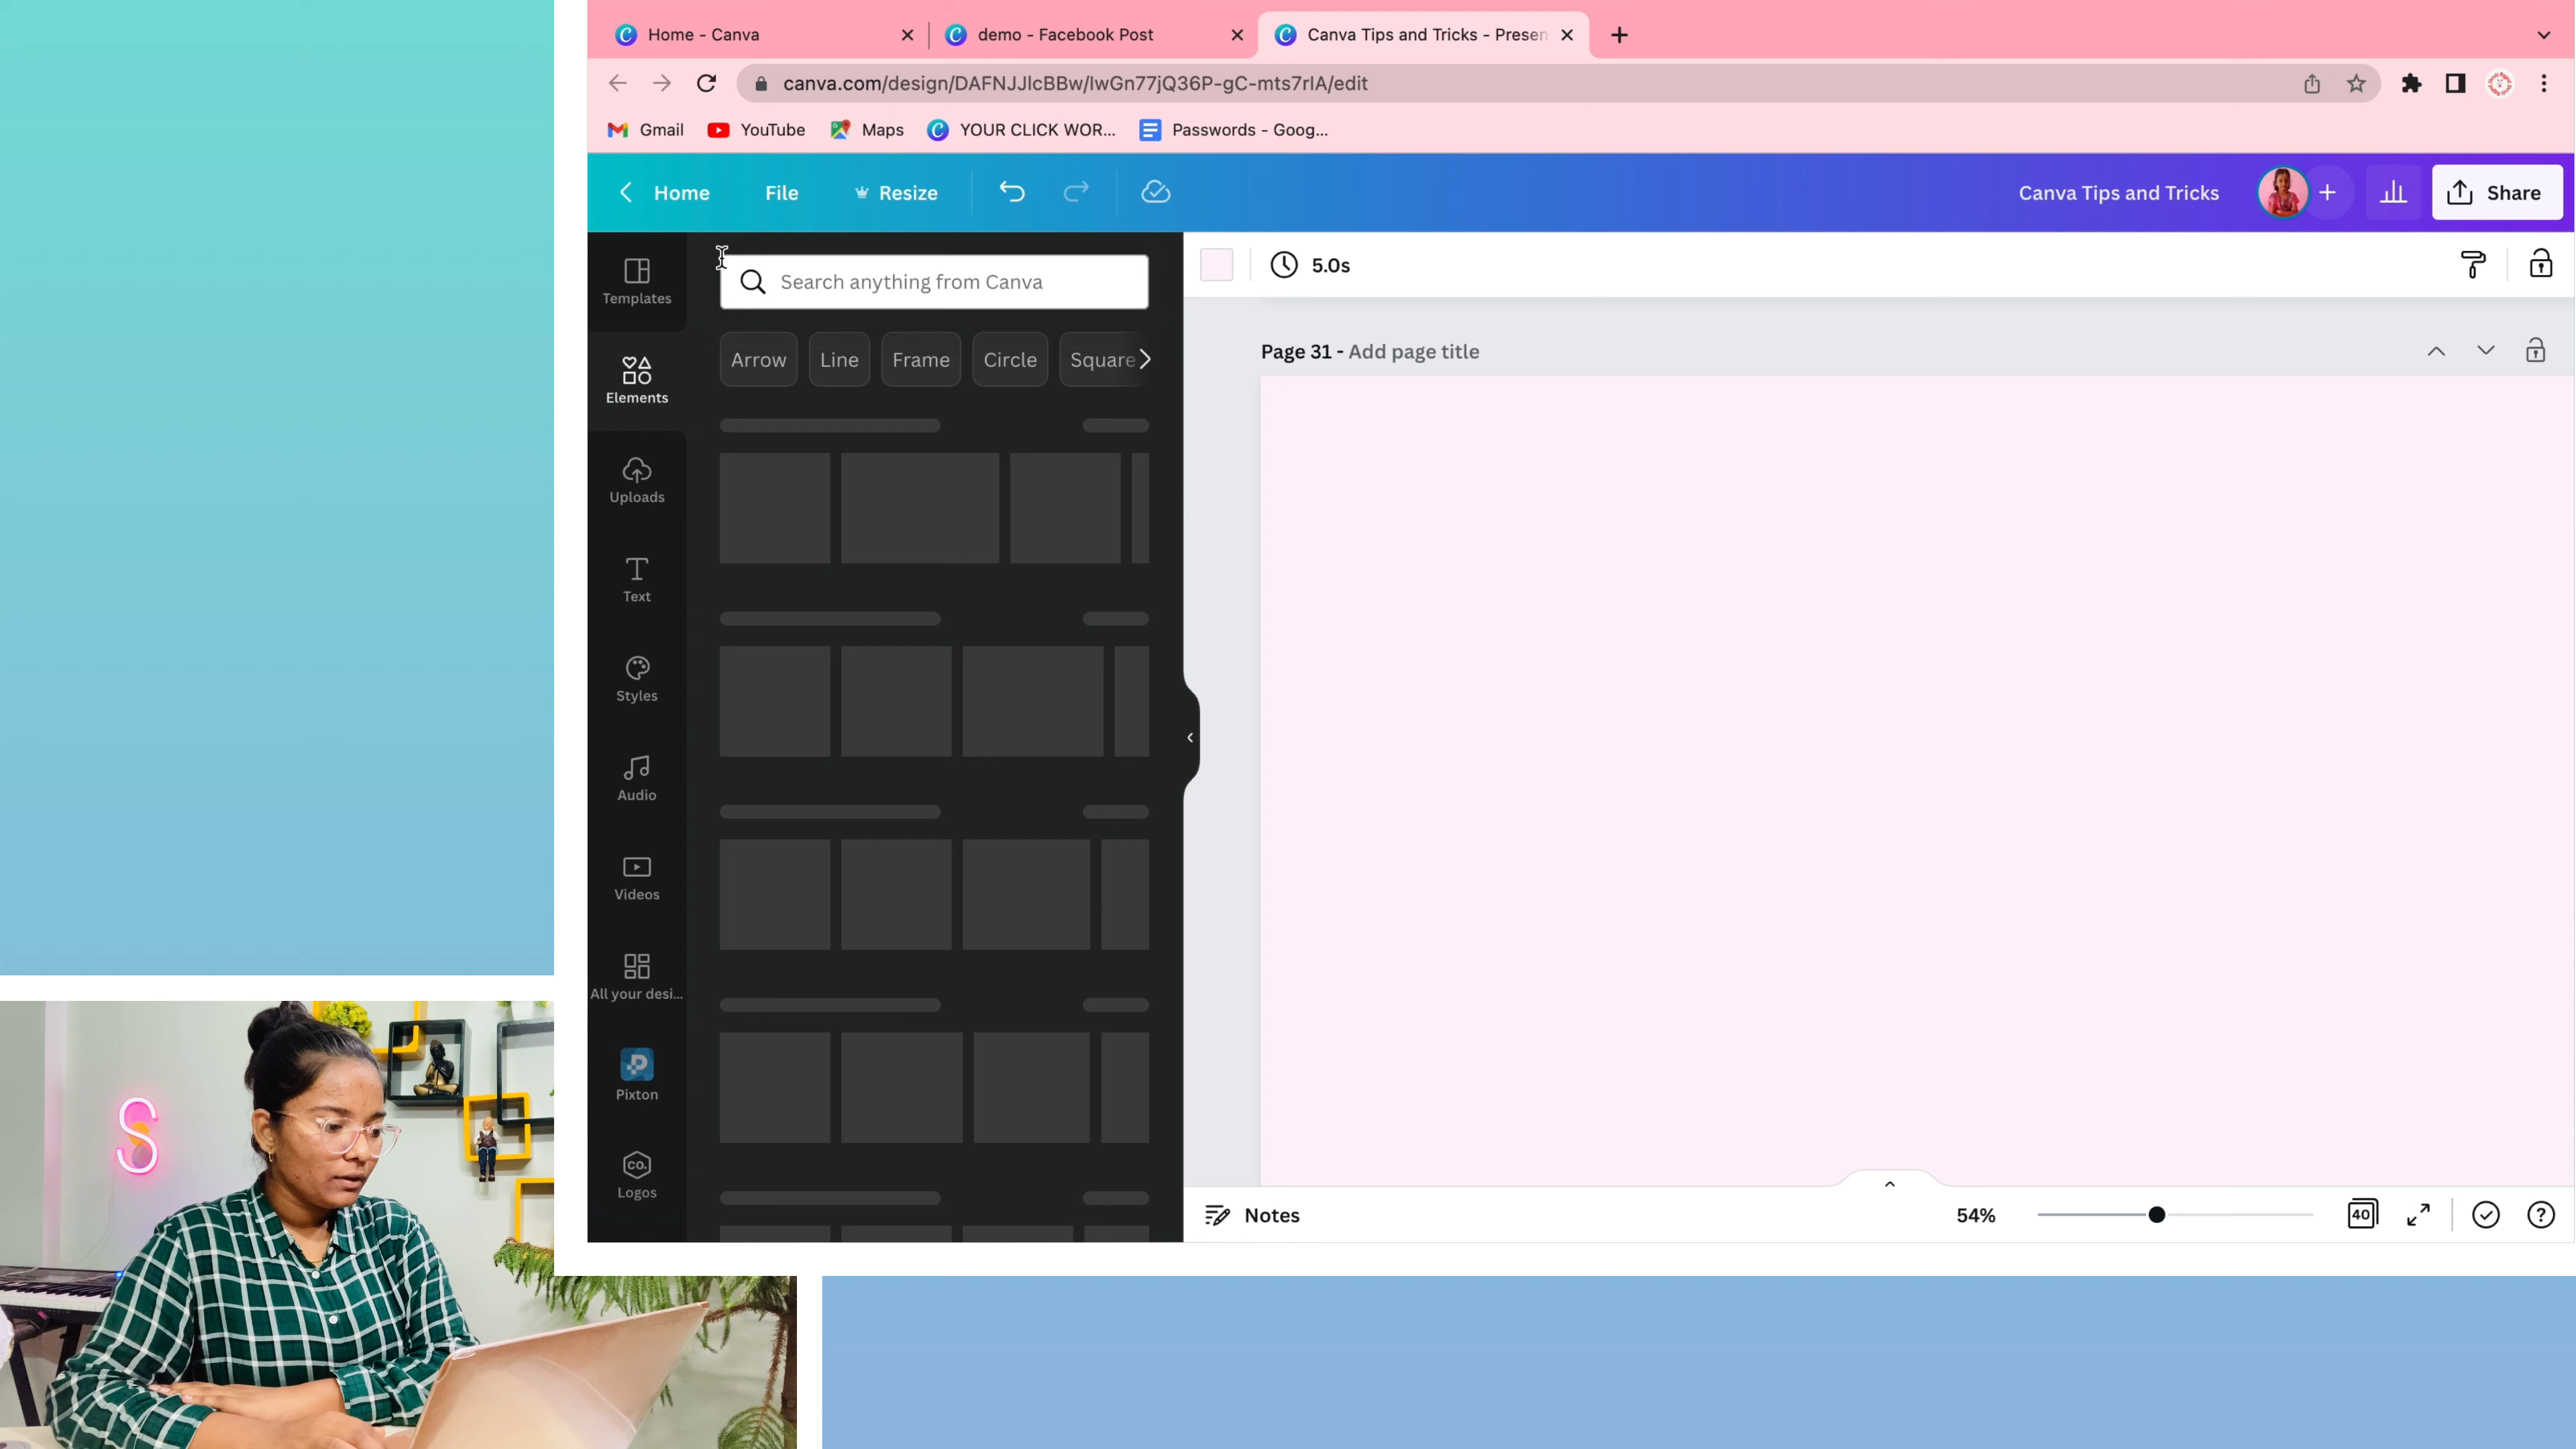 Home - Canva
demo - Facebook Post
Canva Tips and Tricks - Presen
canva.com/design/DAFNJJlcBBw/lwGn77jQ36P-gC-mts7rIA/edit
Gmail YouTube Maps YOUR CLICK WOR... Passwords - Goog...
Home File Resize Canva Tips and Tricks Share
Templates
Search anything from Canva
5.0s
Arrow Line Frame Circle Square
Page 31 - Add page title
Elements
Uploads
Text
Styles
Audio
Videos
All your desi...
Pixton
CO.
Logos
Notes 54% 40
S